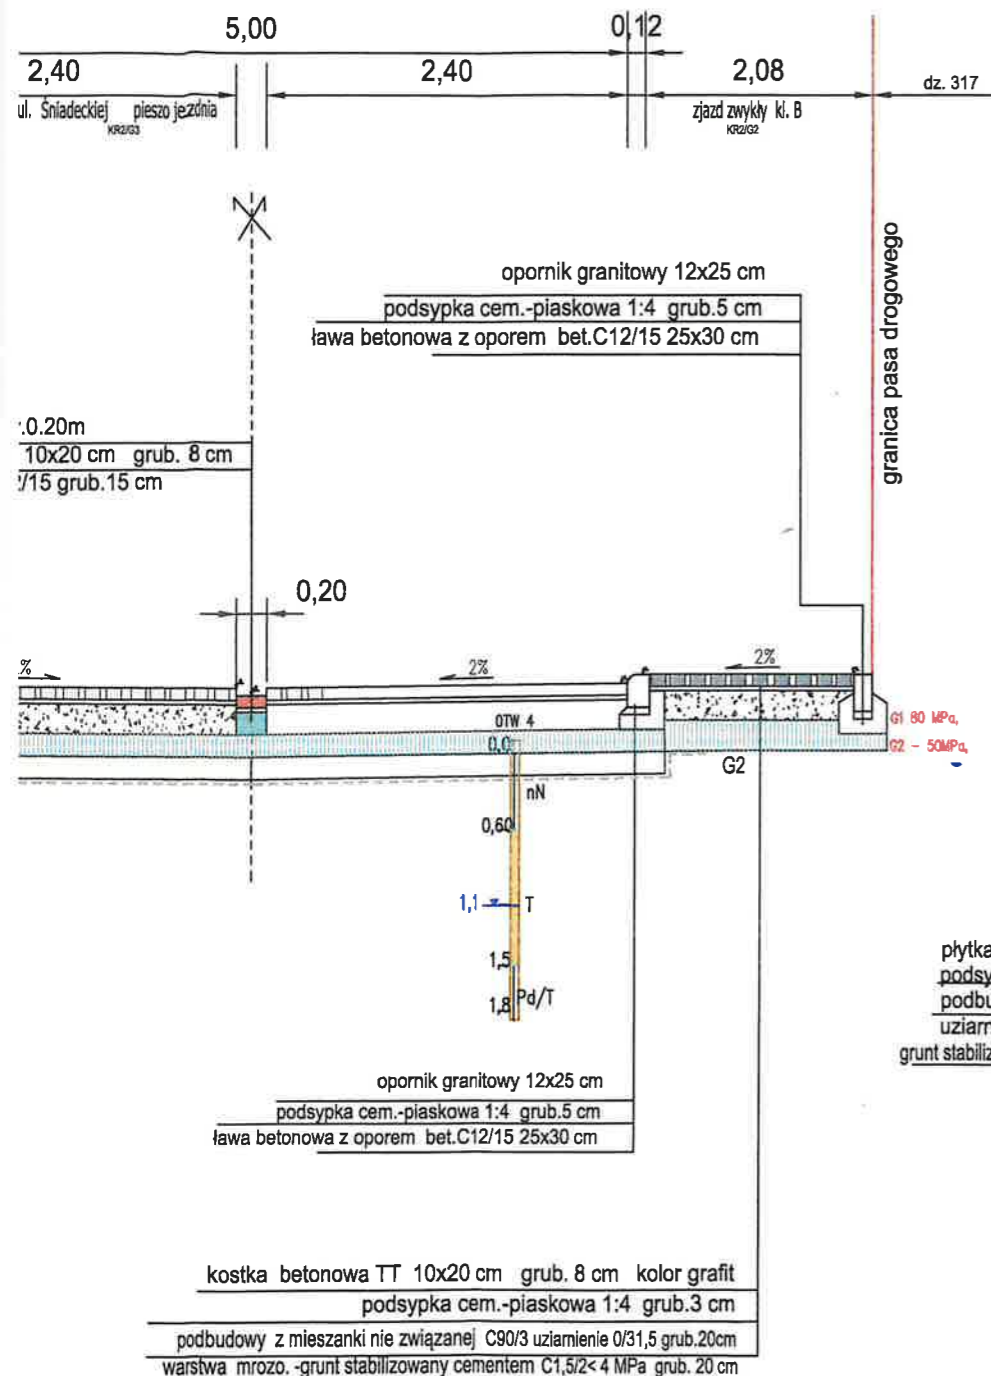 5,00
0,12
2,40
2,40
2,08
dz. 317
ul. Śniadeckiej pieszo jezdnia
KR2/G3
zjazd zwykły kl. B
KR2/G2
granica pasa drogowego
opornik granitowy 12x25 cm
podsypka cem.-piaskowa 1:4 grub.5 cm
ława betonowa z oporem bet.C12/15 25x30 cm
.0.20m
10x20 cm grub. 8 cm
/15 grub.15 cm
0,20
%
2%
2%
OTW 4
0,0
G1 80 MPa,
G2 - 50MPa,
G2
nN
0,60
1,1
T
1,5
1,8
Pd/T
płytka
podsy
podbu
uziarn
grunt stabiliz
opornik granitowy 12x25 cm
podsypka cem.-piaskowa 1:4 grub.5 cm
ława betonowa z oporem bet.C12/15 25x30 cm
kostka betonowa TT 10x20 cm grub. 8 cm kolor grafit
podsypka cem.-piaskowa 1:4 grub.3 cm
podbudowy z mieszanki nie związanej C90/3 uziarnienie 0/31,5 grub.20cm
warstwa mrozo. -grunt stabilizowany cementem C1,5/2< 4 MPa grub. 20 cm